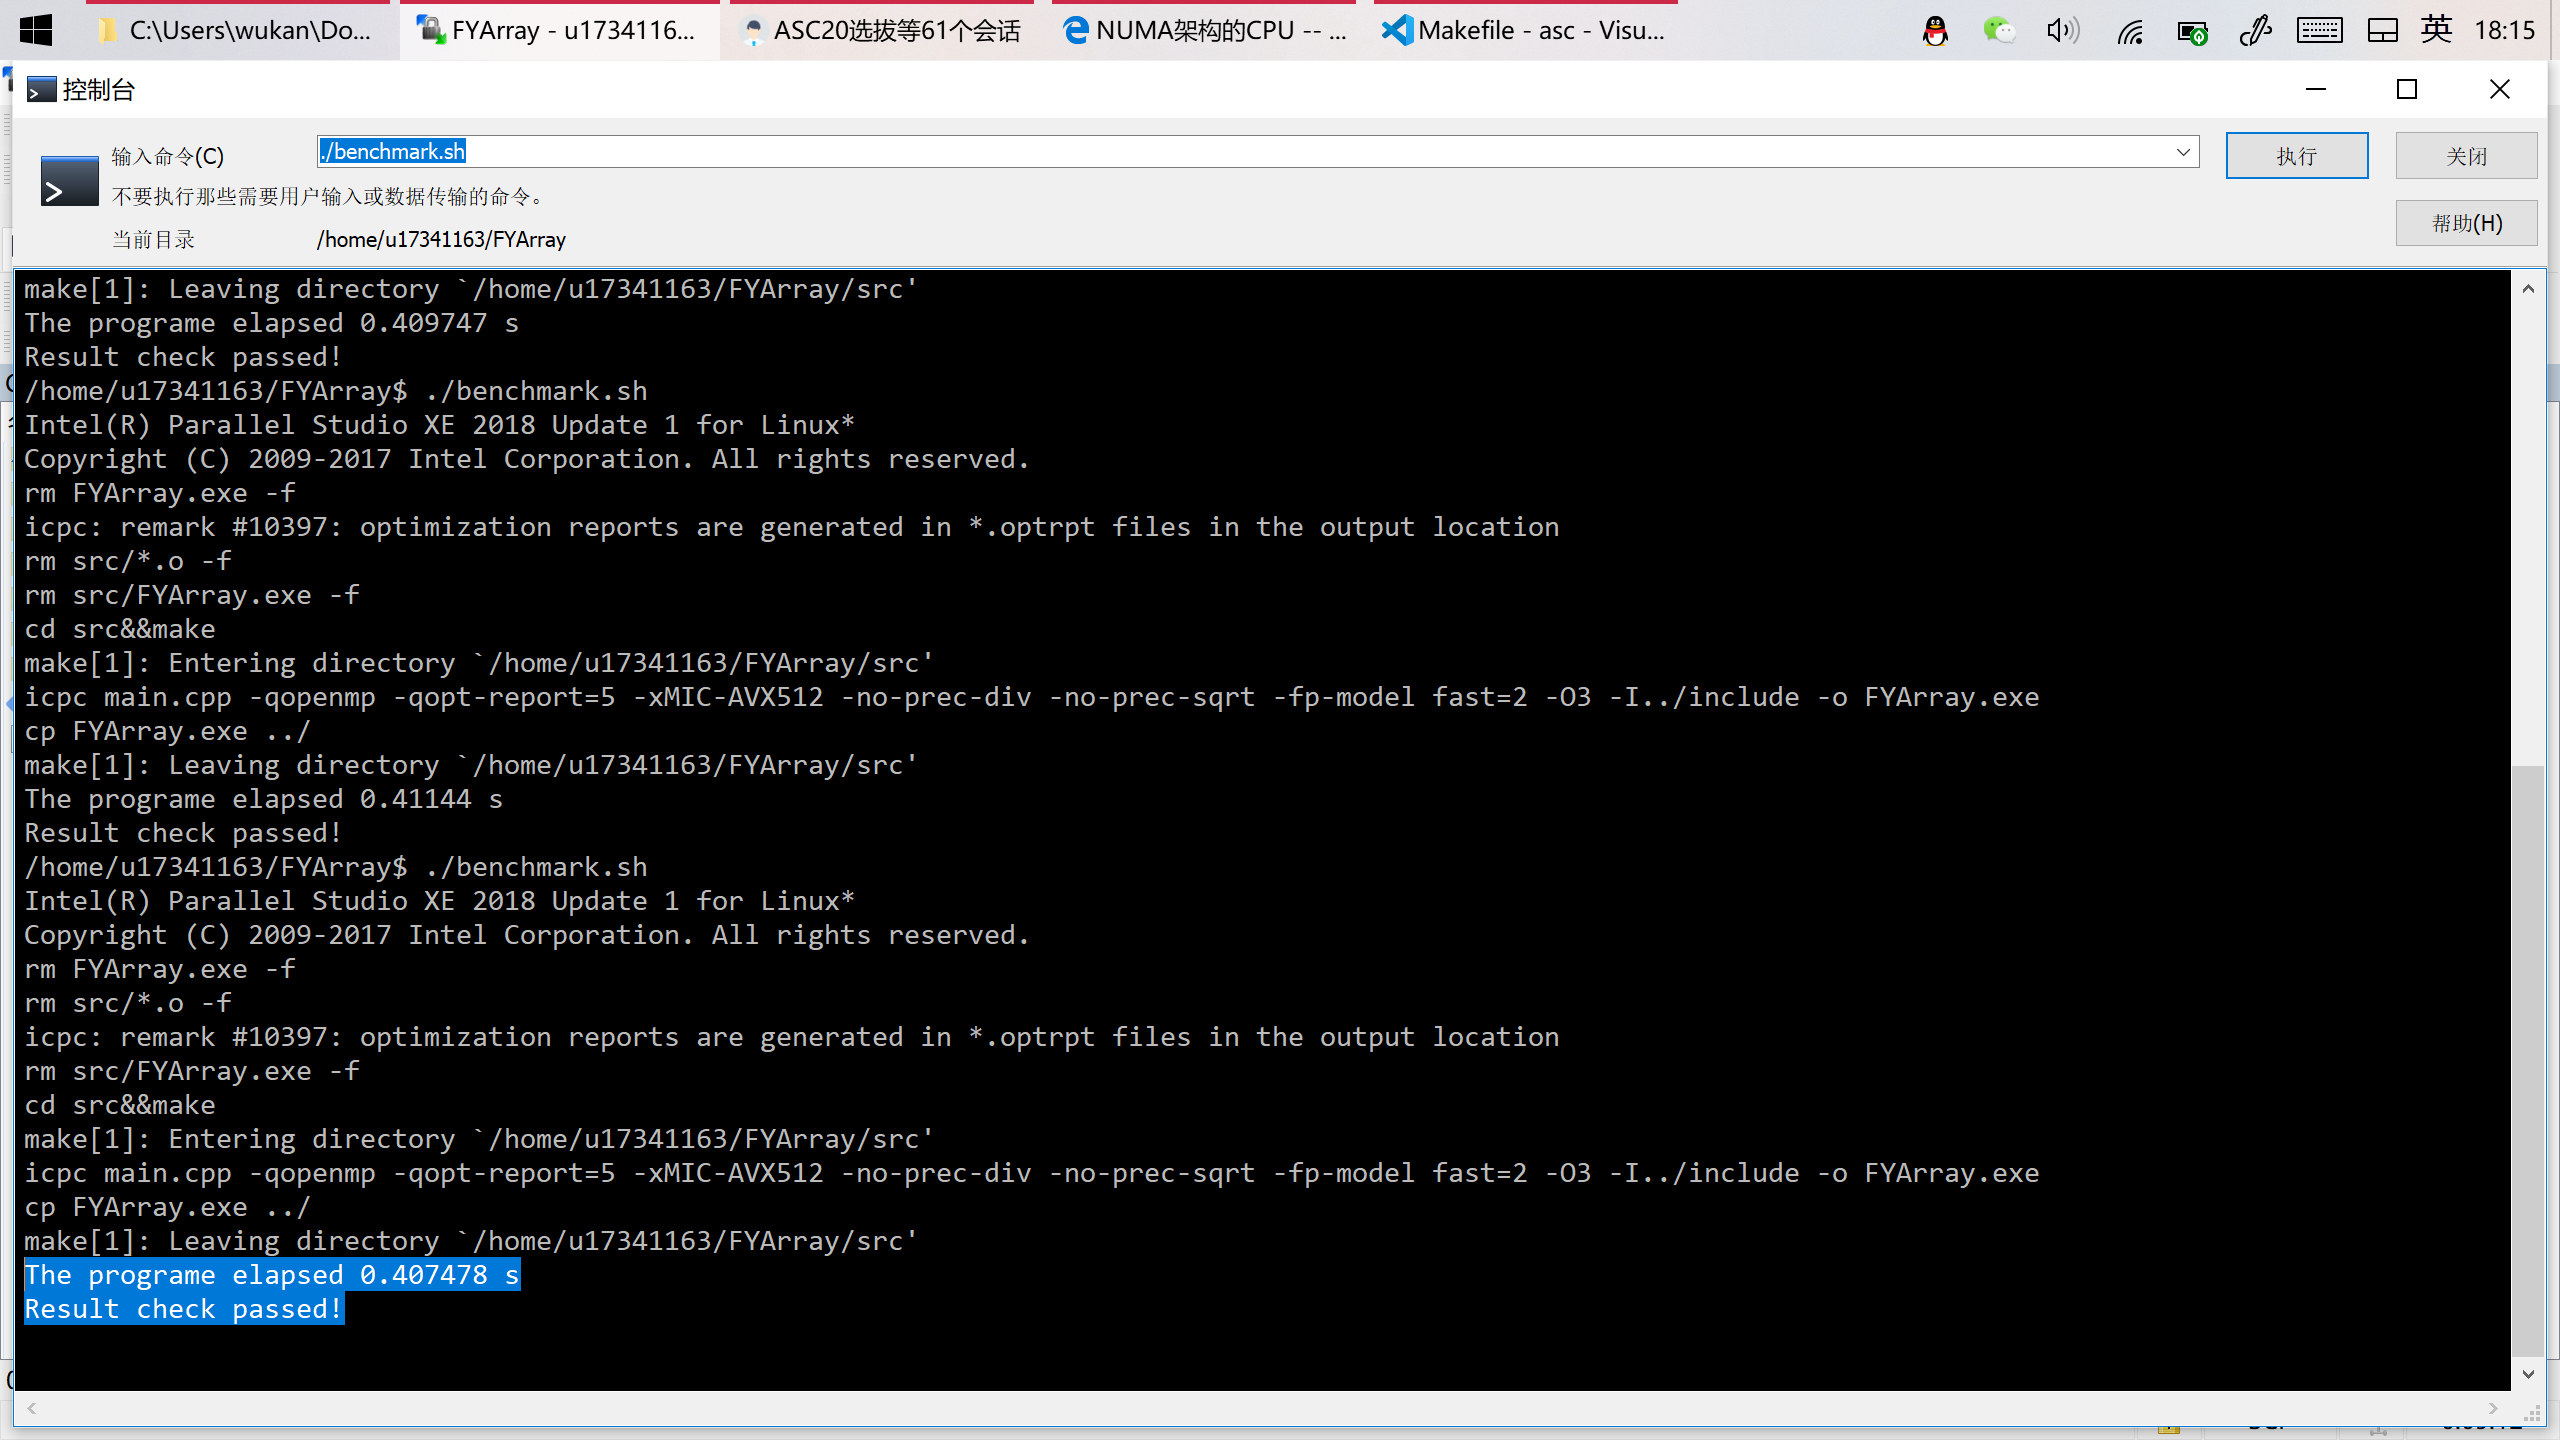 C:\Users\wukan\Do...
FYArray - u1734116...
ASC20选拔等61个会话
NUMA架构的CPU -- ...
Makefile - asc - Visu...
英
18:15
控制台
输入命令(C)
./benchmark.sh
执行
关闭
不要执行那些需要用户输入或数据传输的命令。
帮助(H)
当前目录
/home/u17341163/FYArray
make[1]: Leaving directory `/home/u17341163/FYArray/src'
The programe elapsed 0.409747 s
Result check passed!
/home/u17341163/FYArray$ ./benchmark.sh
Intel(R) Parallel Studio XE 2018 Update 1 for Linux*
Copyright (C) 2009-2017 Intel Corporation. All rights reserved.
rm FYArray.exe -f
icpc: remark #10397: optimization reports are generated in *.optrpt files in the output location
rm src/*.o -f
rm src/FYArray.exe -f
cd src&&make
make[1]: Entering directory `/home/u17341163/FYArray/src'
icpc main.cpp -qopenmp -qopt-report=5 -xMIC-AVX512 -no-prec-div -no-prec-sqrt -fp-model fast=2 -O3 -I../include -o FYArray.exe
cp FYArray.exe ../
make[1]: Leaving directory `/home/u17341163/FYArray/src'
The programe elapsed 0.41144 s
Result check passed!
/home/u17341163/FYArray$ ./benchmark.sh
Intel(R) Parallel Studio XE 2018 Update 1 for Linux*
Copyright (C) 2009-2017 Intel Corporation. All rights reserved.
rm FYArray.exe -f
rm src/*.o -f
icpc: remark #10397: optimization reports are generated in *.optrpt files in the output location
rm src/FYArray.exe -f
cd src&&make
make[1]: Entering directory `/home/u17341163/FYArray/src'
icpc main.cpp -qopenmp -qopt-report=5 -xMIC-AVX512 -no-prec-div -no-prec-sqrt -fp-model fast=2 -O3 -I../include -o FYArray.exe
cp FYArray.exe ../
make[1]: Leaving directory `/home/u17341163/FYArray/src'
The programe elapsed 0.407478 s
Result check passed!